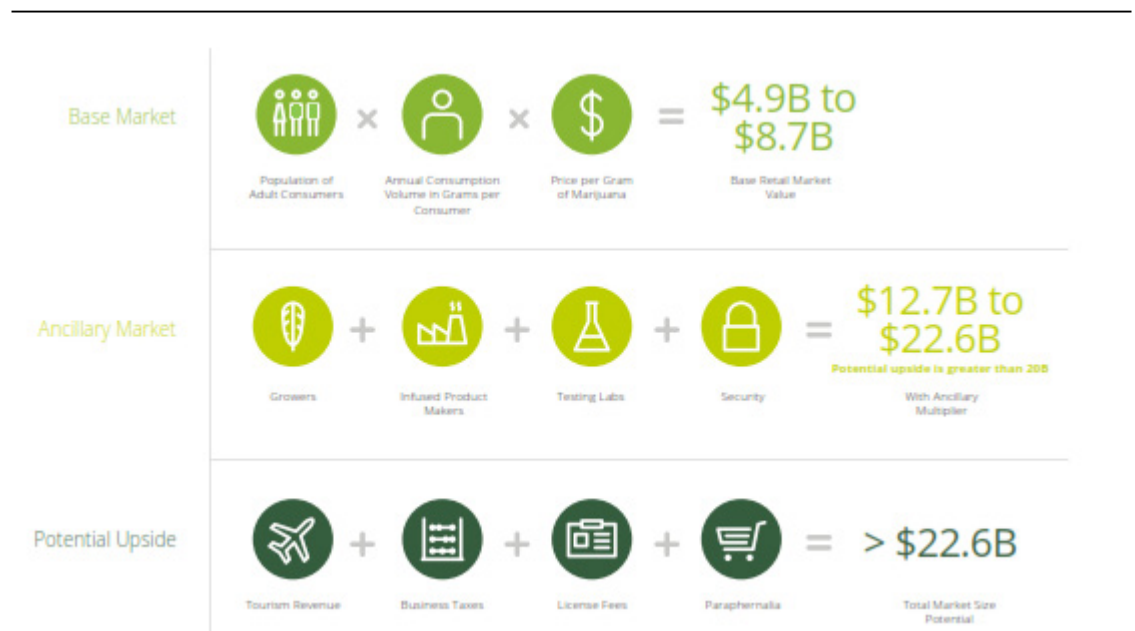 Base Market
×
×
$
=
$4.9B to
$8.7B
Population of
Adult Consumers
Annual Consumption
Volume in Grams per
Consumer
Price per Gram
of Marijuana
Base Retail Market
Value
Ancillary Market
+
+
+
=
$12.7B to
$22.6B
Potential upside is greater than 20B
Growers
Infused Product
Makers
Testing Labs
Security
With Ancillary
Multiplier
Potential Upside
+
+
+
=
> $22.6B
Tourism Revenue
Business Taxes
License Fees
Paraphernalia
Total Market Size
Potential